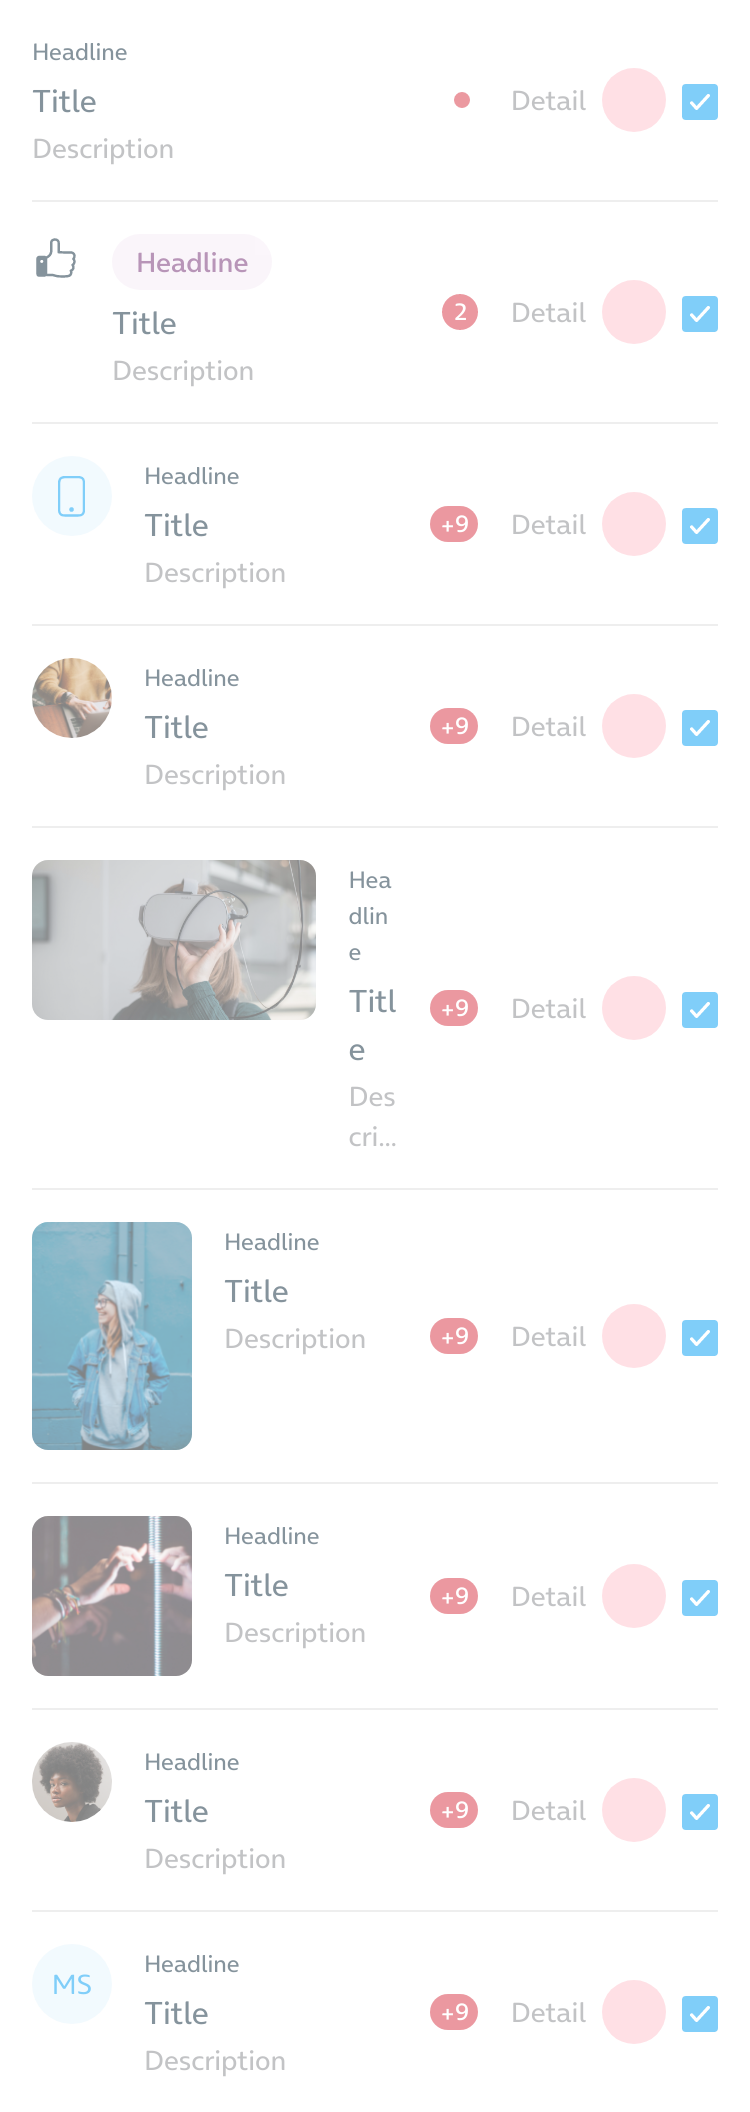 Headline
Title
Detail
Description
Headline
Title
2
Detail
Description
Headline
Title
+9
Detail
Description
Headline
Title
+9
Detail
Description
Hea
dlin
e
Titl
e
Des
cri...
+9
Detail
Headline
Title
Description
+9
Detail
Headline
Title
Description
+9
Detail
Headline
Title
+9
Detail
Description
MS
Headline
Title
+9
Detail
Description